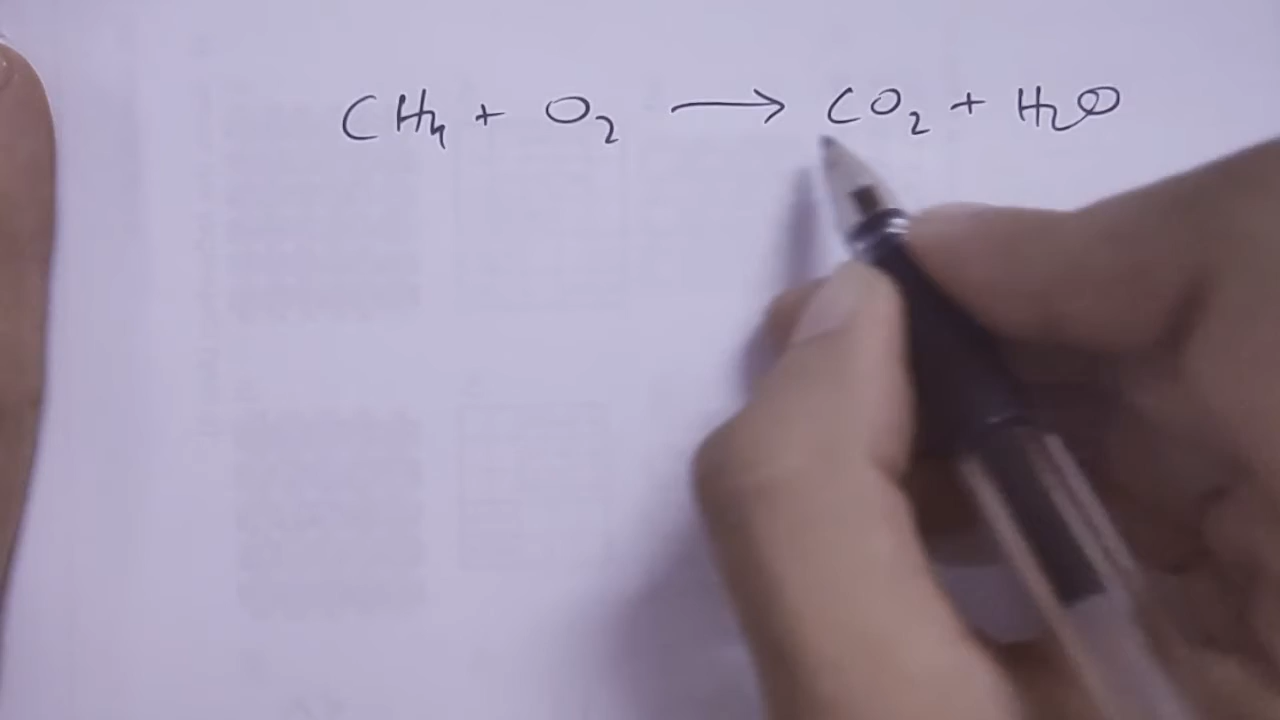 CH4 + O2 → CO2 + H2O